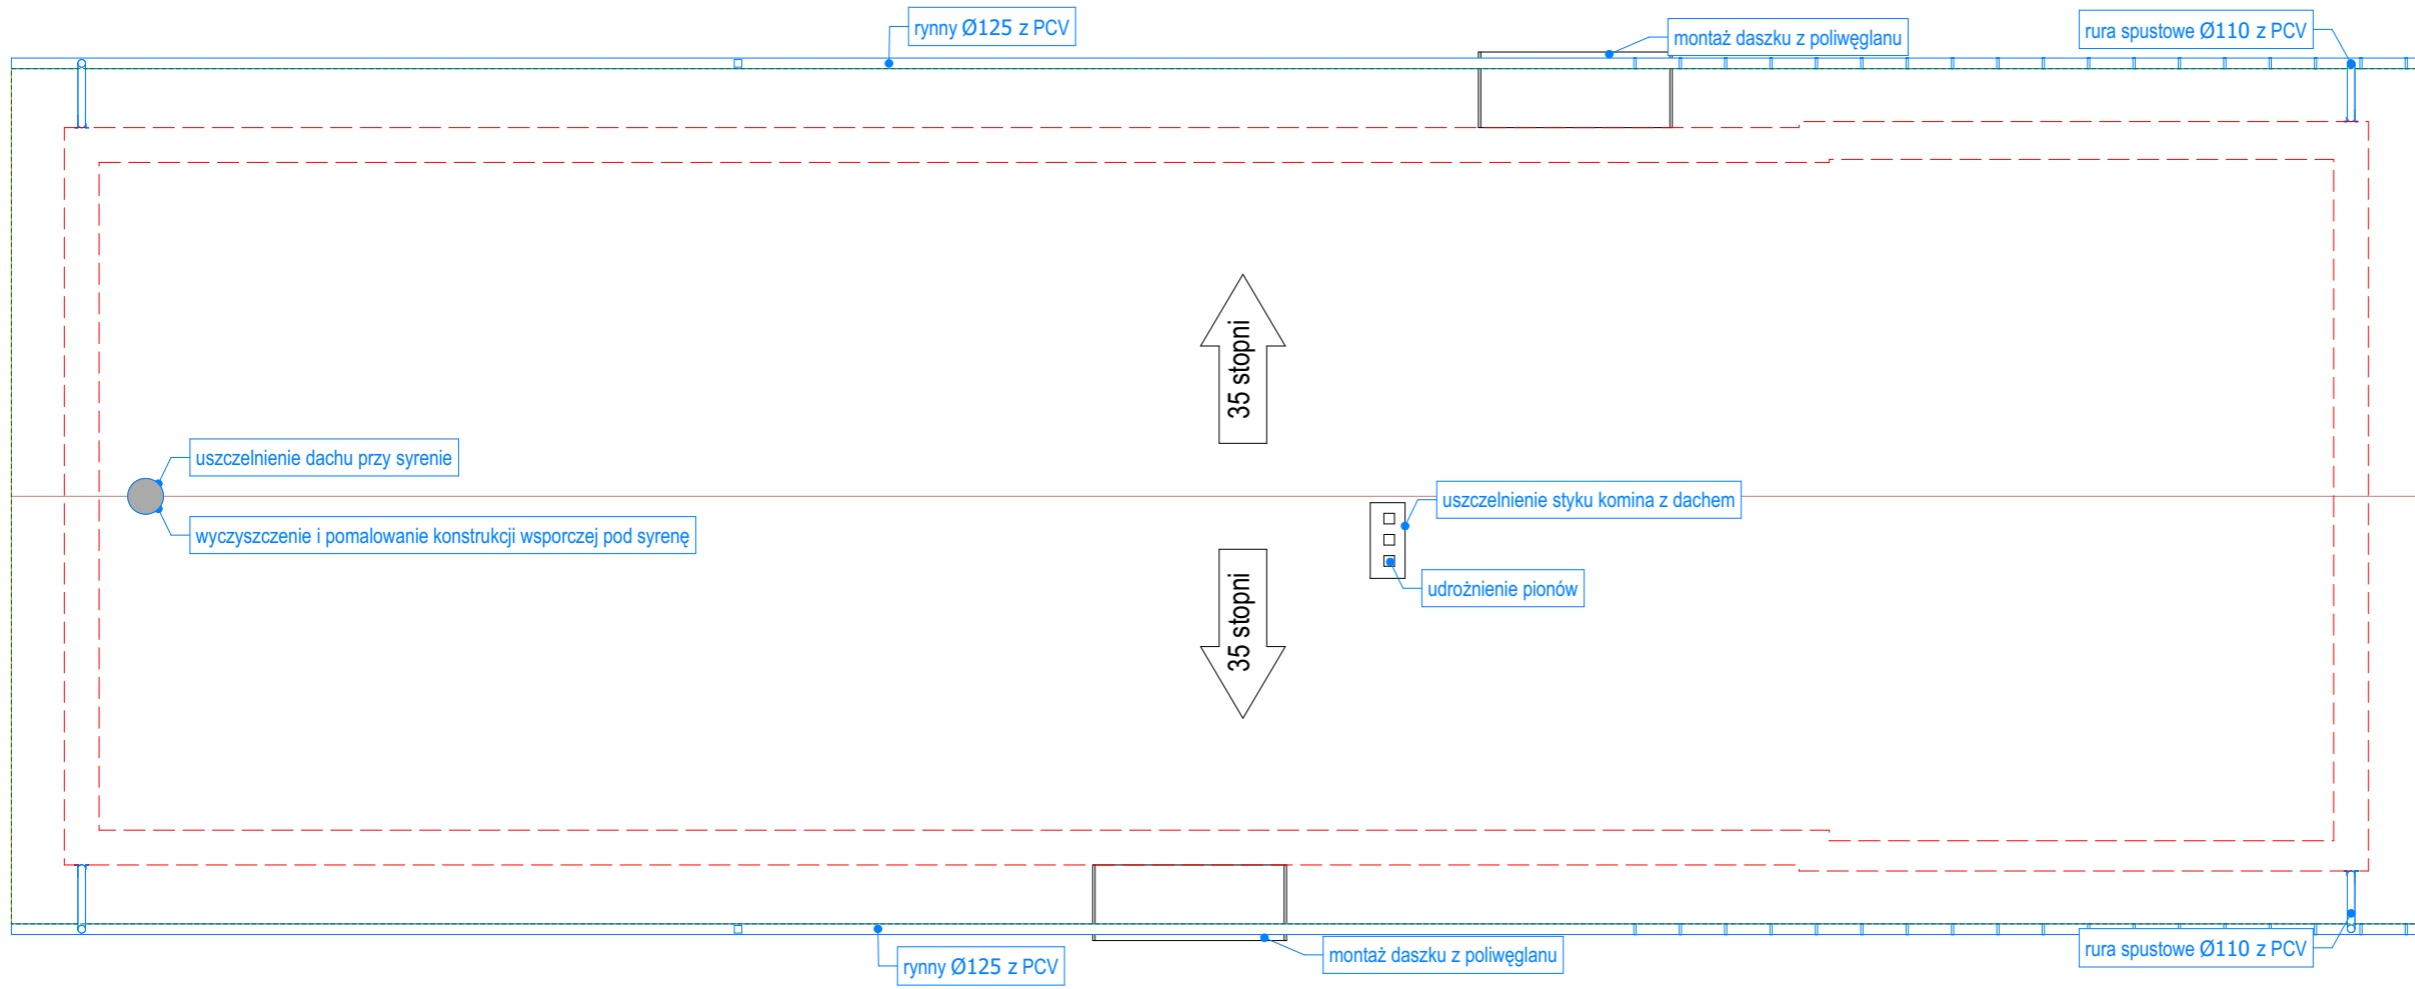 rynny Ø125 z PCV
montaż daszku z poliwęglanu
rura spustowe Ø110 z PCV
35 stopni
uszczelnienie dachu przy syrenie
wyczyszczenie i pomalowanie konstrukcji wsporczej pod syrenę
uszczelnienie styku komina z dachem
udrożnienie pionów
35 stopni
rynny Ø125 z PCV
montaż daszku z poliwęglanu
rura spustowe Ø110 z PCV